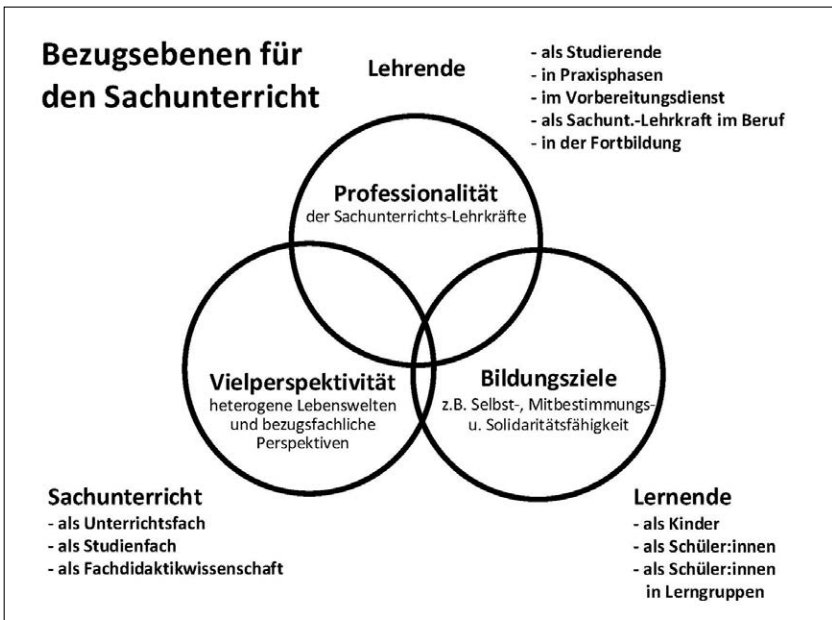 Bezugsebenen für
den Sachunterricht
Lehrende
- als Studierende
- in Praxisphasen
- im Vorbereitungsdienst
- als Sachunt.-Lehrkraft im Beruf
- in der Fortbildung
Professionalität
der Sachunterrichts-Lehrkräfte
Vielperspektivität
heterogene Lebenswelten
und bezugsfachliche
Perspektiven
Bildungsziele
z.B. Selbst-, Mitbestimmungs-
u. Solidaritätsfähigkeit
Sachunterricht
- als Unterrichtsfach
- als Studienfach
- als Fachdidaktikwissenschaft
Lernende
- als Kinder
- als Schüler:innen
- als Schüler:innen
in Lerngruppen